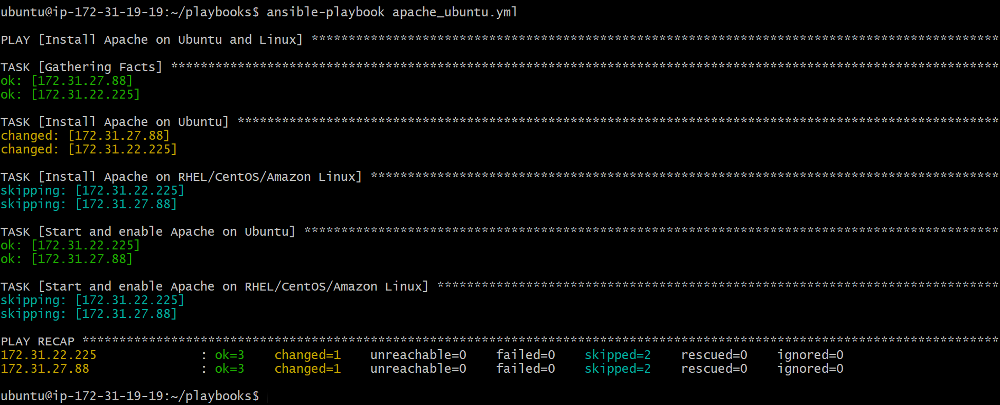 ubuntu@ip-172-31-19-19:~/playbooks$ ansible-playbook apache_ubuntu.yml
PLAY [Install Apache on Ubuntu and Linux] *********************************************************************************************
TASK [Gathering Facts] ****************************************************************************************************************
ok: [172.31.27.88]
ok: [172.31.22.225]
TASK [Install Apache on Ubuntu] *******************************************************************************************************
changed: [172.31.27.88]
changed: [172.31.22.225]
TASK [Install Apache on RHEL/CentOS/Amazon Linux] *************************************************************************************
skipping: [172.31.22.225]
skipping: [172.31.27.88]
TASK [Start and enable Apache on Ubuntu] **********************************************************************************************
ok: [172.31.22.225]
ok: [172.31.27.88]
TASK [Start and enable Apache on RHEL/CentOS/Amazon Linux] ****************************************************************************
skipping: [172.31.22.225]
skipping: [172.31.27.88]
PLAY RECAP ****************************************************************************************************************************
172.31.22.225              : ok=3    changed=1    unreachable=0    failed=0    skipped=2    rescued=0    ignored=0
172.31.27.88               : ok=3    changed=1    unreachable=0    failed=0    skipped=2    rescued=0    ignored=0
ubuntu@ip-172-31-19-19:~/playbooks$